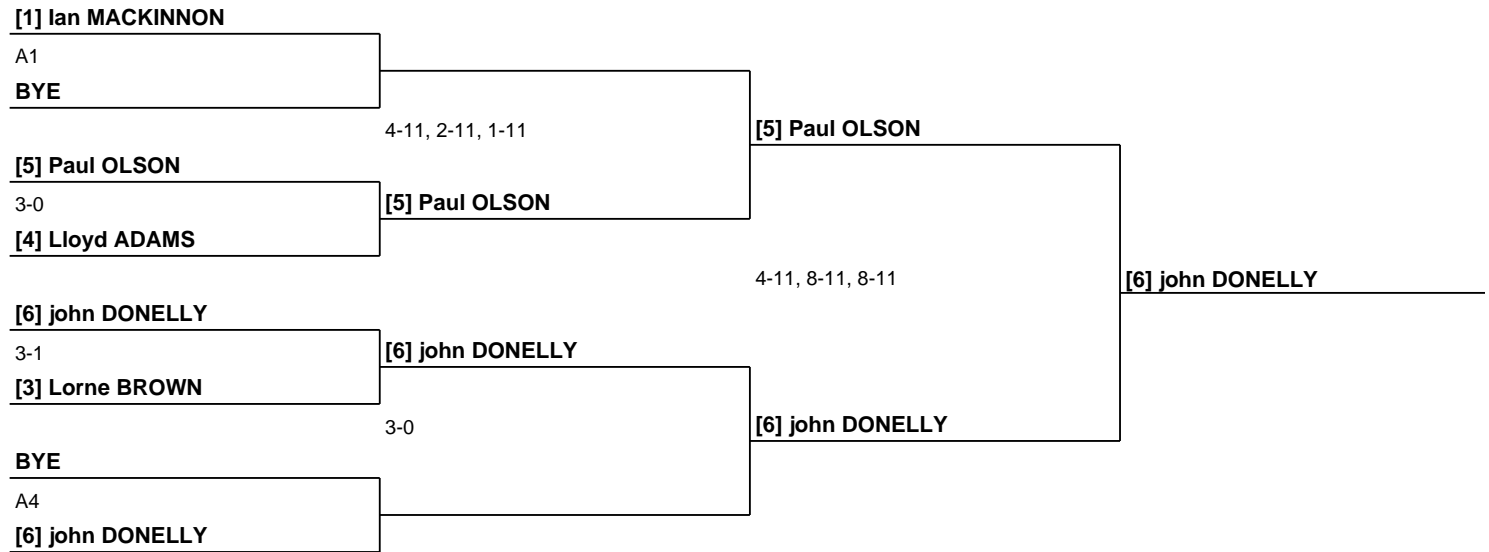 [1] Ian MACKINNON
A1
BYE
4-11, 2-11, 1-11
[5] Paul OLSON
[5] Paul OLSON
3-0
[5] Paul OLSON
[4] Lloyd ADAMS
4-11, 8-11, 8-11
[6] john DONELLY
[6] john DONELLY
3-1
[6] john DONELLY
[3] Lorne BROWN
3-0
[6] john DONELLY
BYE
A4
[6] john DONELLY